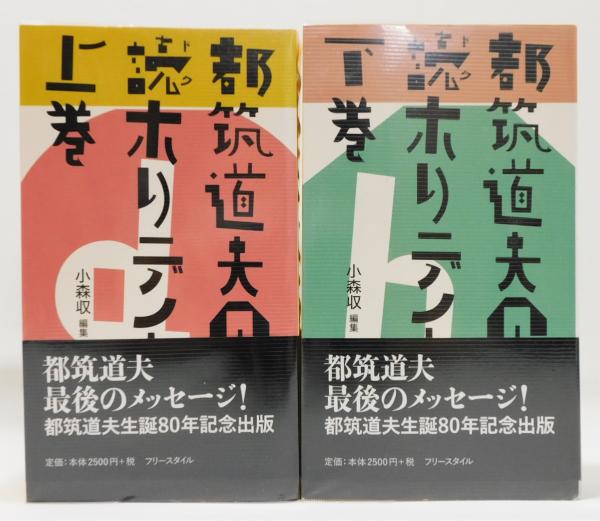 都筑道夫の
ドク
読ホリデイ
上巻
d
小森収 編集
都筑道夫
最後のメッセージ!
都筑道夫生誕80年記念出版
定価:本体2500円+税 フリースタイル
都筑道夫の
ドク
読ホリデイ
下巻
h
小森収 編集
都筑道夫
最後のメッセージ!
都筑道夫生誕80年記念出版
定価:本体2500円+税 フリースタイル